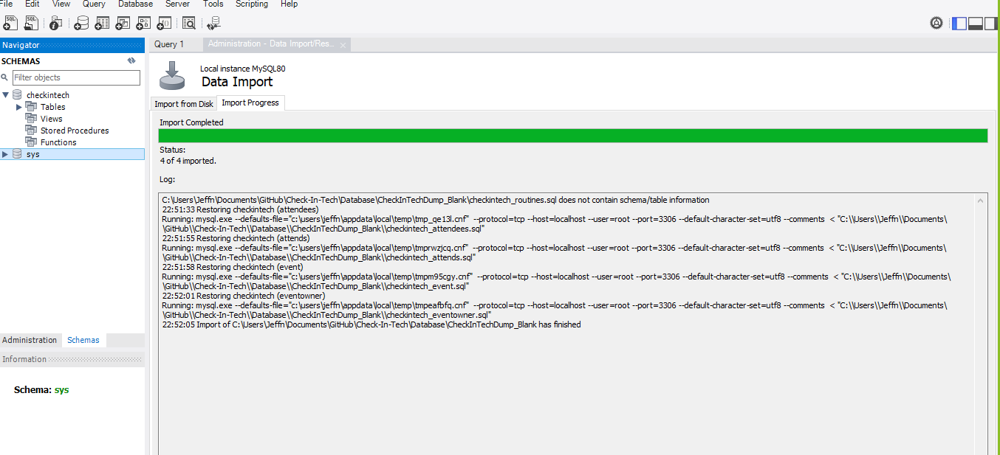 File Edit View Query Database Server Tools Scripting Help
Navigator
SCHEMAS
Filter objects
checkintech
Tables
Views
Stored Procedures
Functions
sys
Administration Schemas
Information
Schema: sys
Query 1 Administration - Data Import/Res...
Local instance MySQL80
Data Import
Import from Disk Import Progress
Import Completed
Status:
4 of 4 imported.
Log:
C:\Users\Jeffn\Documents\GitHub\Check-In-Tech\Database\CheckInTechDump_Blank\checkintech_routines.sql does not contain schema/table information
22:51:33 Restoring checkintech (attendees)
Running: mysql.exe --defaults-file="c:\users\jeffn\appdata\local\temp\tmp_qe13l.cnf" --protocol=tcp --host=localhost --user=root --port=3306 --default-character-set=utf8 --comments < "C:\\Users\\Jeffn\\Documents\
\GitHub\\Check-In-Tech\\Database\\CheckInTechDump_Blank\\checkintech_attendees.sql"
22:51:55 Restoring checkintech (attends)
Running: mysql.exe --defaults-file="c:\users\jeffn\appdata\local\temp\tmprwzjcq.cnf" --protocol=tcp --host=localhost --user=root --port=3306 --default-character-set=utf8 --comments < "C:\\Users\\Jeffn\\Documents\
\GitHub\\Check-In-Tech\\Database\\CheckInTechDump_Blank\\checkintech_attends.sql"
22:51:58 Restoring checkintech (event)
Running: mysql.exe --defaults-file="c:\users\jeffn\appdata\local\temp\tmpm95cgy.cnf" --protocol=tcp --host=localhost --user=root --port=3306 --default-character-set=utf8 --comments < "C:\\Users\\Jeffn\\Documents\
\GitHub\\Check-In-Tech\\Database\\CheckInTechDump_Blank\\checkintech_event.sql"
22:52:01 Restoring checkintech (eventowner)
Running: mysql.exe --defaults-file="c:\users\jeffn\appdata\local\temp\tmpeafbfq.cnf" --protocol=tcp --host=localhost --user=root --port=3306 --default-character-set=utf8 --comments < "C:\\Users\\Jeffn\\Documents\
\GitHub\\Check-In-Tech\\Database\\CheckInTechDump_Blank\\checkintech_eventowner.sql"
22:52:05 Import of C:\Users\Jeffn\Documents\GitHub\Check-In-Tech\Database\CheckInTechDump_Blank has finished